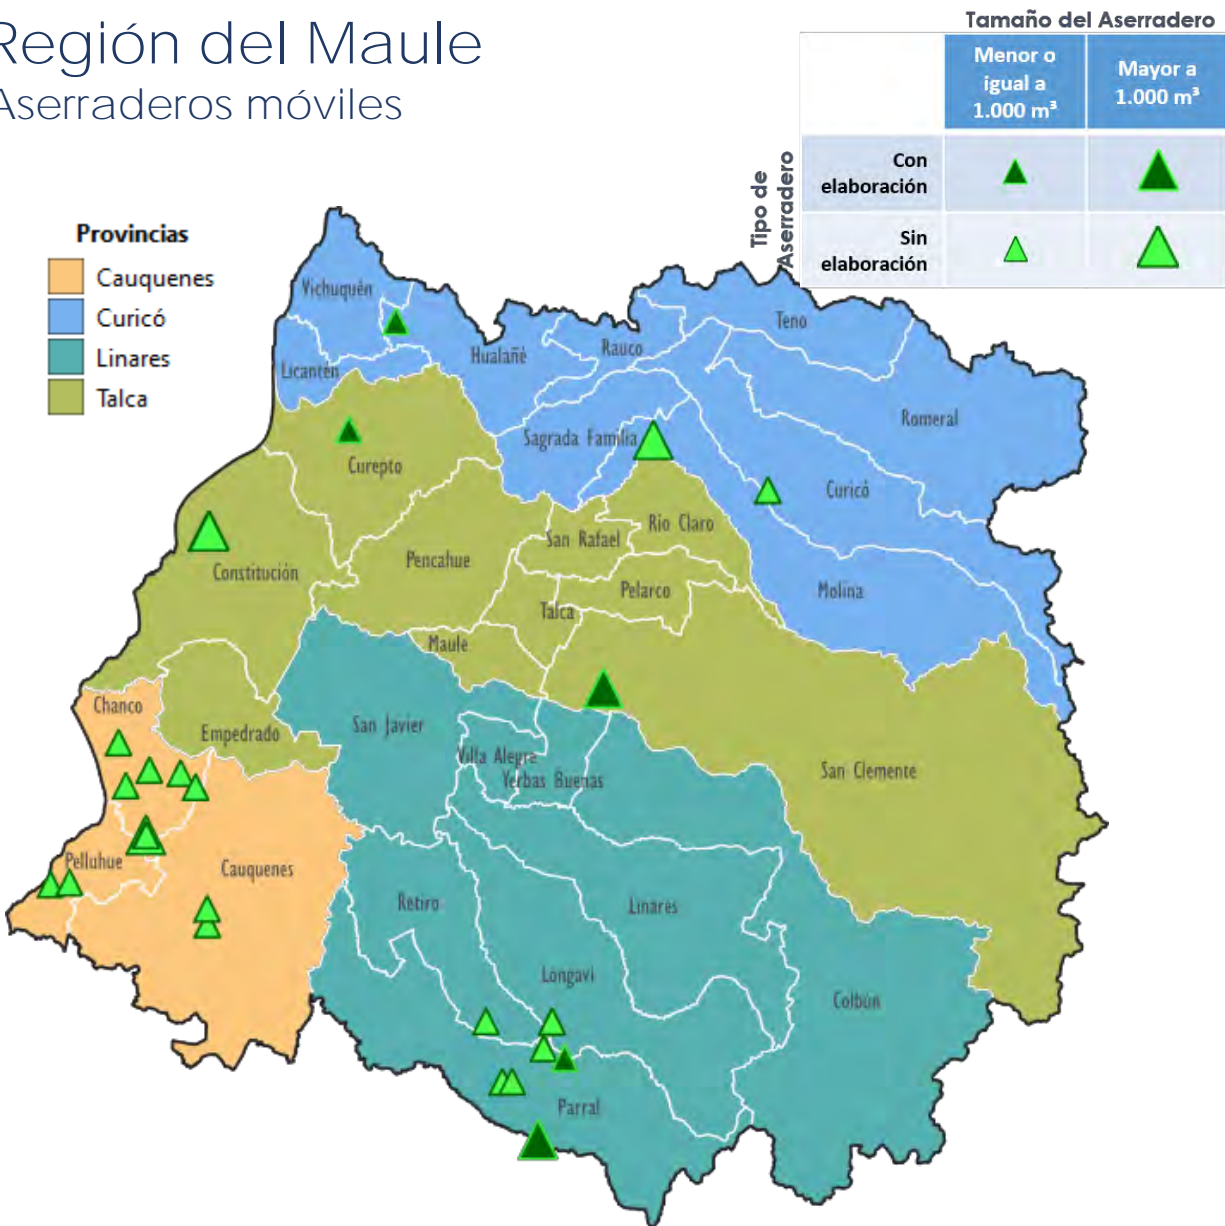 Región del Maule
Aserraderos móviles
Tamaño del Aserradero
Menor o
igual a
1.000 m³
Mayor a
1.000 m³
Tipo de
Aserradero
Con
elaboración
Sin
elaboración
Provincias
Cauquenes
Curicó
Linares
Talca
Vichuquén
Teno
Hualañé
Rauco
Licantén
Romeral
Sagrada Familia
Curepto
Curicó
Río Claro
San Rafael
Pencahue
Constitución
Pelarco
Molina
Talca
Maule
Chanco
San Javier
Empedrado
Villa Alegre
San Clemente
Yerbas Buenas
Pelluhue
Cauquenes
Retiro
Linares
Longaví
Colbún
Parral